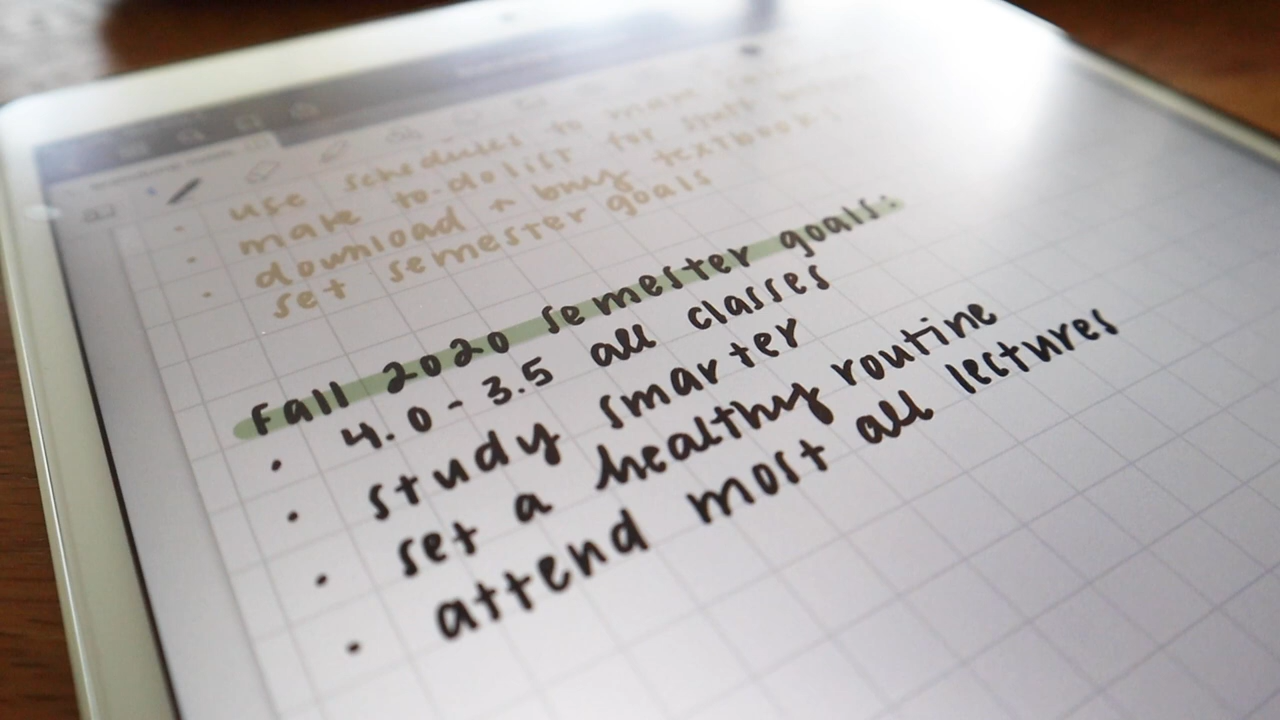 use schedules to make
make to-do list for stuff
download + buy textbooks
set semester goals
Fall 2020 semester goals:
• 4.0 - 3.5 all classes
• study smarter
• set a healthy routine
• attend most all lectures